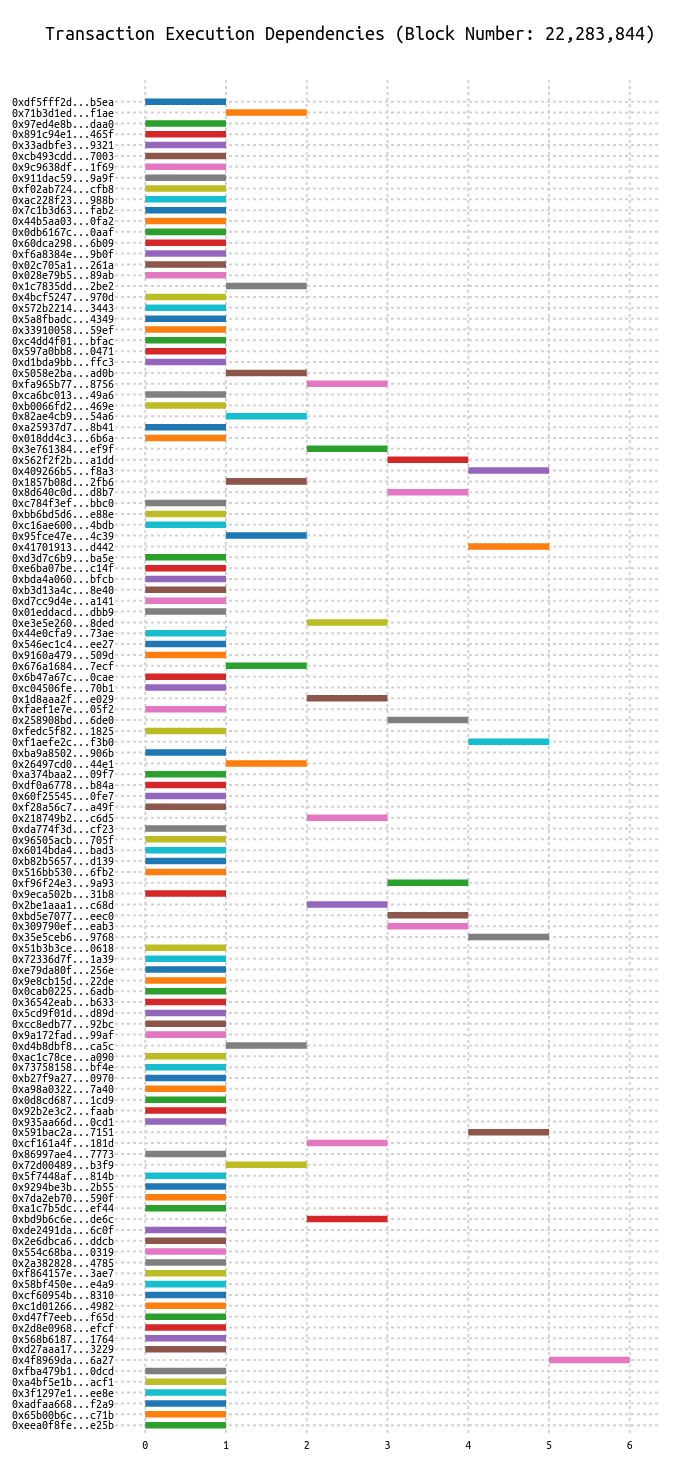 Transaction Execution Dependencies (Block Number: 22,283,844)
0xdf5fff2d...b5ea
0x71b3d1ed...f1ae
0x97ed4e8b...daa0
0x891c94e1...465f
0x33adbfe3...9321
0xcb493cdd...7003
0x9c9638df...1f69
0x911dac59...9a9f
0xf02ab724...cfb8
0xac228f23...988b
0x7c1b3d63...fab2
0x44b5aa03...0fa2
0x0db6167c...0aaf
0x60dca298...6b09
0xf6a8384e...9b0f
0x02c705a1...261a
0x028e79b5...89ab
0x1c7835dd...2be2
0x4bcf5247...970d
0x572b2214...3443
0x5a8fbadc...4349
0x33910058...59ef
0xc4dd4f01...bfac
0x597a0bb8...0471
0xd1bda9bb...ffc3
0x5058e2ba...ad0b
0xfa965b77...8756
0xca6bc013...49a6
0xb0066fd2...469e
0x82ae4cb9...54a6
0xa25937d7...8b41
0x018dd4c3...6b6a
0x3e761384...ef9f
0x562f2f2b...a1dd
0x409266b5...f8a3
0x1857b08d...2fb6
0x8d640c0d...d8b7
0xc784f3ef...bbc0
0xbb6bd5d6...e88e
0xc16ae600...4bdb
0x95fce47e...4c39
0x41701913...d442
0xd3d7c6b9...ba5e
0xe6ba07be...c14f
0xbda4a060...bfcb
0xb3d13a4c...8e40
0xd7cc9d4e...a141
0x01eddacd...dbb9
0xe3e5e260...8ded
0x44e0cfa9...73ae
0x546ec1c4...ee27
0x9160a479...509d
0x676a1684...7ecf
0x6b47a67c...0cae
0xc04506fe...70b1
0x1d8aaa2f...e029
0xfaef1e7e...05f2
0x258908bd...6de0
0xfedc5f82...1825
0xf1aefe2c...f3b0
0xba9a8502...906b
0x26497cd0...44e1
0xa374baa2...09f7
0xdf0a6778...b84a
0x60f25545...0fe7
0xf28a56c7...a49f
0x218749b2...c6d5
0xda774f3d...cf23
0x96505acb...705f
0x6014bda4...bad3
0xb82b5657...d139
0x516bb530...6fb2
0xf96f24e3...9a93
0x9eca502b...31b8
0x2be1aaa1...c68d
0xbd5e7077...eec0
0x309790ef...eab3
0x35e5ceb6...9768
0x51b3b3ce...0618
0x72336d7f...1a39
0xe79da80f...256e
0x9e8cb15d...22de
0x0cab0225...6adb
0x36542eab...b633
0x5cd9f01d...d89d
0xcc8edb77...92bc
0x9a172fad...99af
0xd4b8dbf8...ca5c
0xac1c78ce...a090
0x73758158...bf4e
0xb27f9a27...0970
0xa98a0322...7a40
0x0d8cd687...1cd9
0x92b2e3c2...faab
0x935aa66d...0cd1
0x591bac2a...7151
0xcf161a4f...181d
0x86997ae4...7773
0x72d00489...b3f9
0x5f7448af...814b
0x9294be3b...2b55
0x7da2eb70...590f
0xa1c7b5dc...ef44
0xbd9b6c6e...de6c
0xde2491da...6c0f
0x2e6dbca6...ddcb
0x554c68ba...0319
0x2a382828...4785
0xf864157e...3ae7
0x58bf450e...e4a9
0xcf60954b...8310
0xc1d01266...4982
0xd47f7eeb...f65d
0x2d8e0968...efcf
0x568b6187...1764
0xd27aaa17...3229
0x4f8969da...6a27
0xfba479b1...0dcd
0xa4bf5e1b...acf1
0x3f1297e1...ee8e
0xadfaa668...f2a9
0x65b00b6c...c71b
0xeea0f8fe...e25b
0 1 2 3 4 5 6